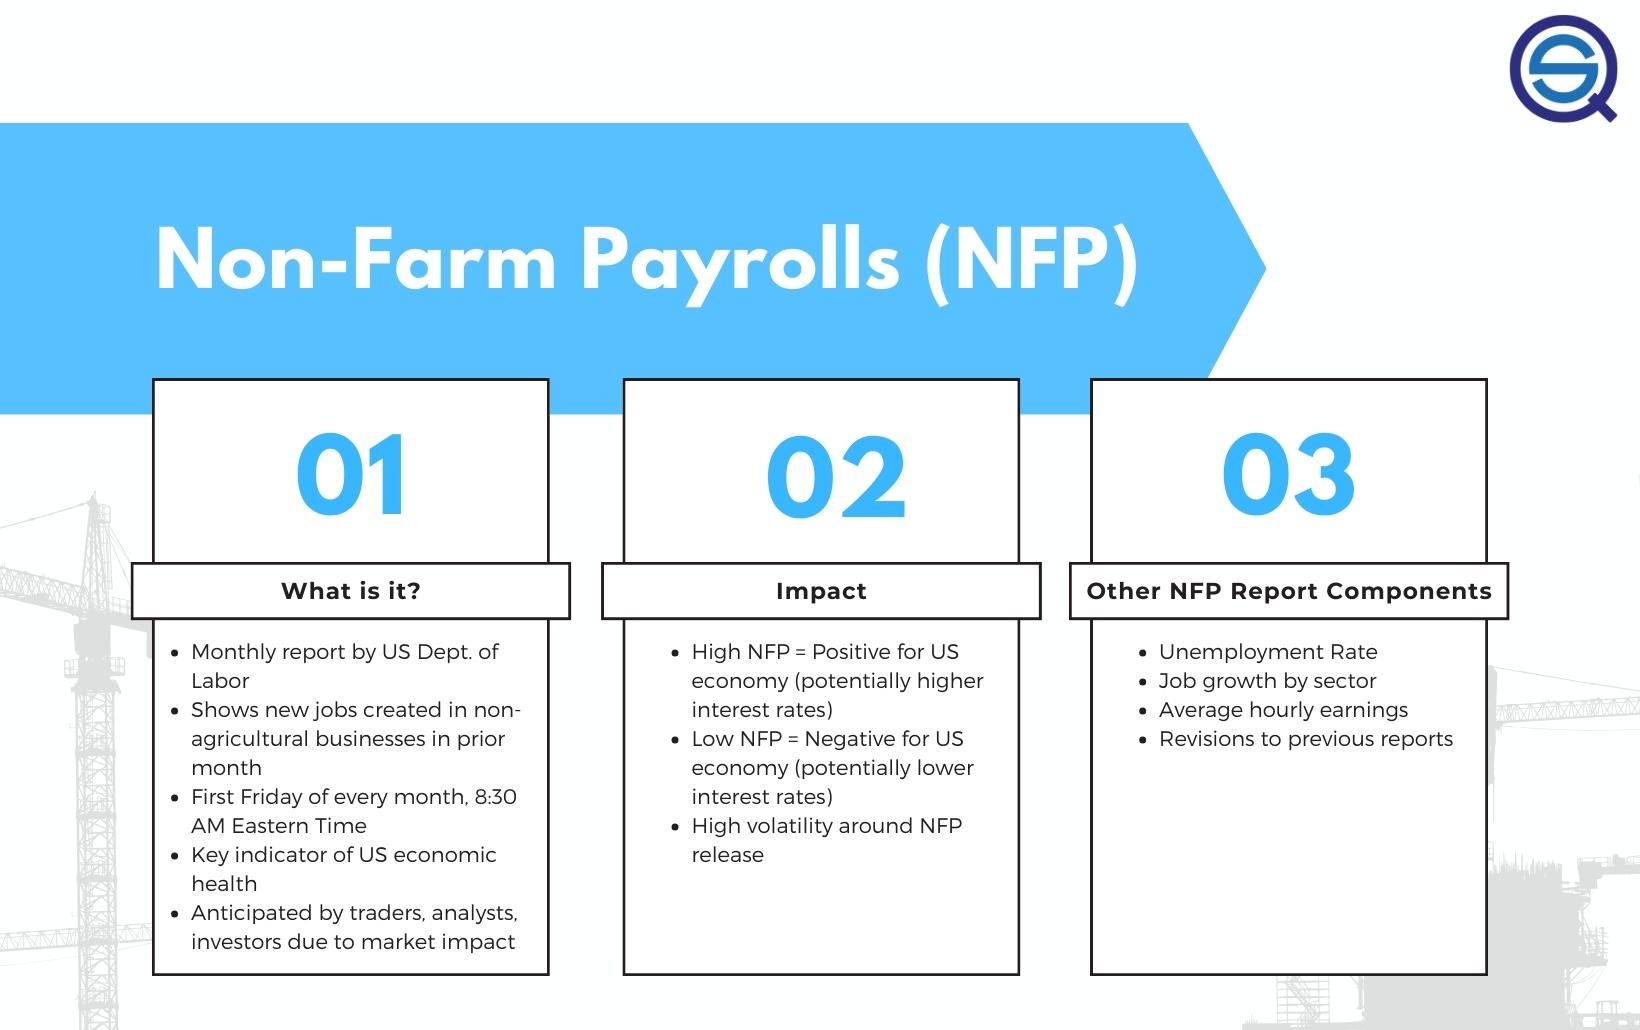 Non-Farm Payrolls (NFP)
01
What is it?
• Monthly report by US Dept. of
Labor
• Shows new jobs created in non-
agricultural businesses in prior
month
• First Friday of every month, 8:30
AM Eastern Time
• Key indicator of US economic
health
• Anticipated by traders, analysts,
investors due to market impact
02
Impact
• High NFP = Positive for US
economy (potentially higher
interest rates)
• Low NFP = Negative for US
economy (potentially lower
interest rates)
• High volatility around NFP
release
03
Other NFP Report Components
• Unemployment Rate
• Job growth by sector
• Average hourly earnings
• Revisions to previous reports